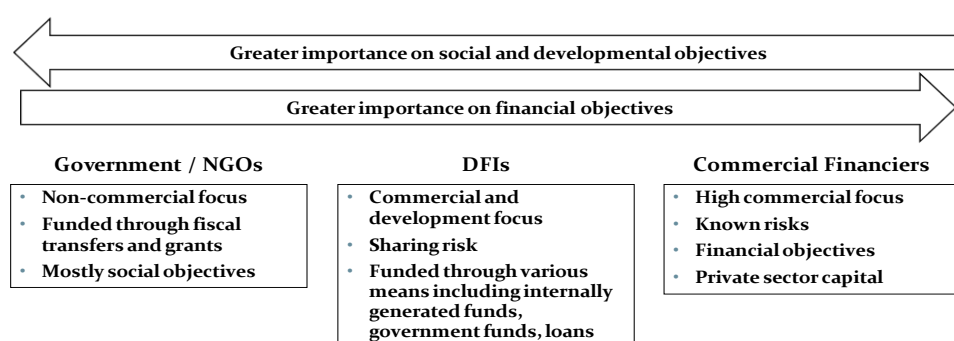 Greater importance on social and developmental objectives
Greater importance on financial objectives
Government / NGOs
• Non-commercial focus
• Funded through fiscal
transfers and grants
• Mostly social objectives
DFIs
• Commercial and
development focus
• Sharing risk
• Funded through various
means including internally
generated funds,
government funds, loans
Commercial Financiers
• High commercial focus
• Known risks
• Financial objectives
• Private sector capital